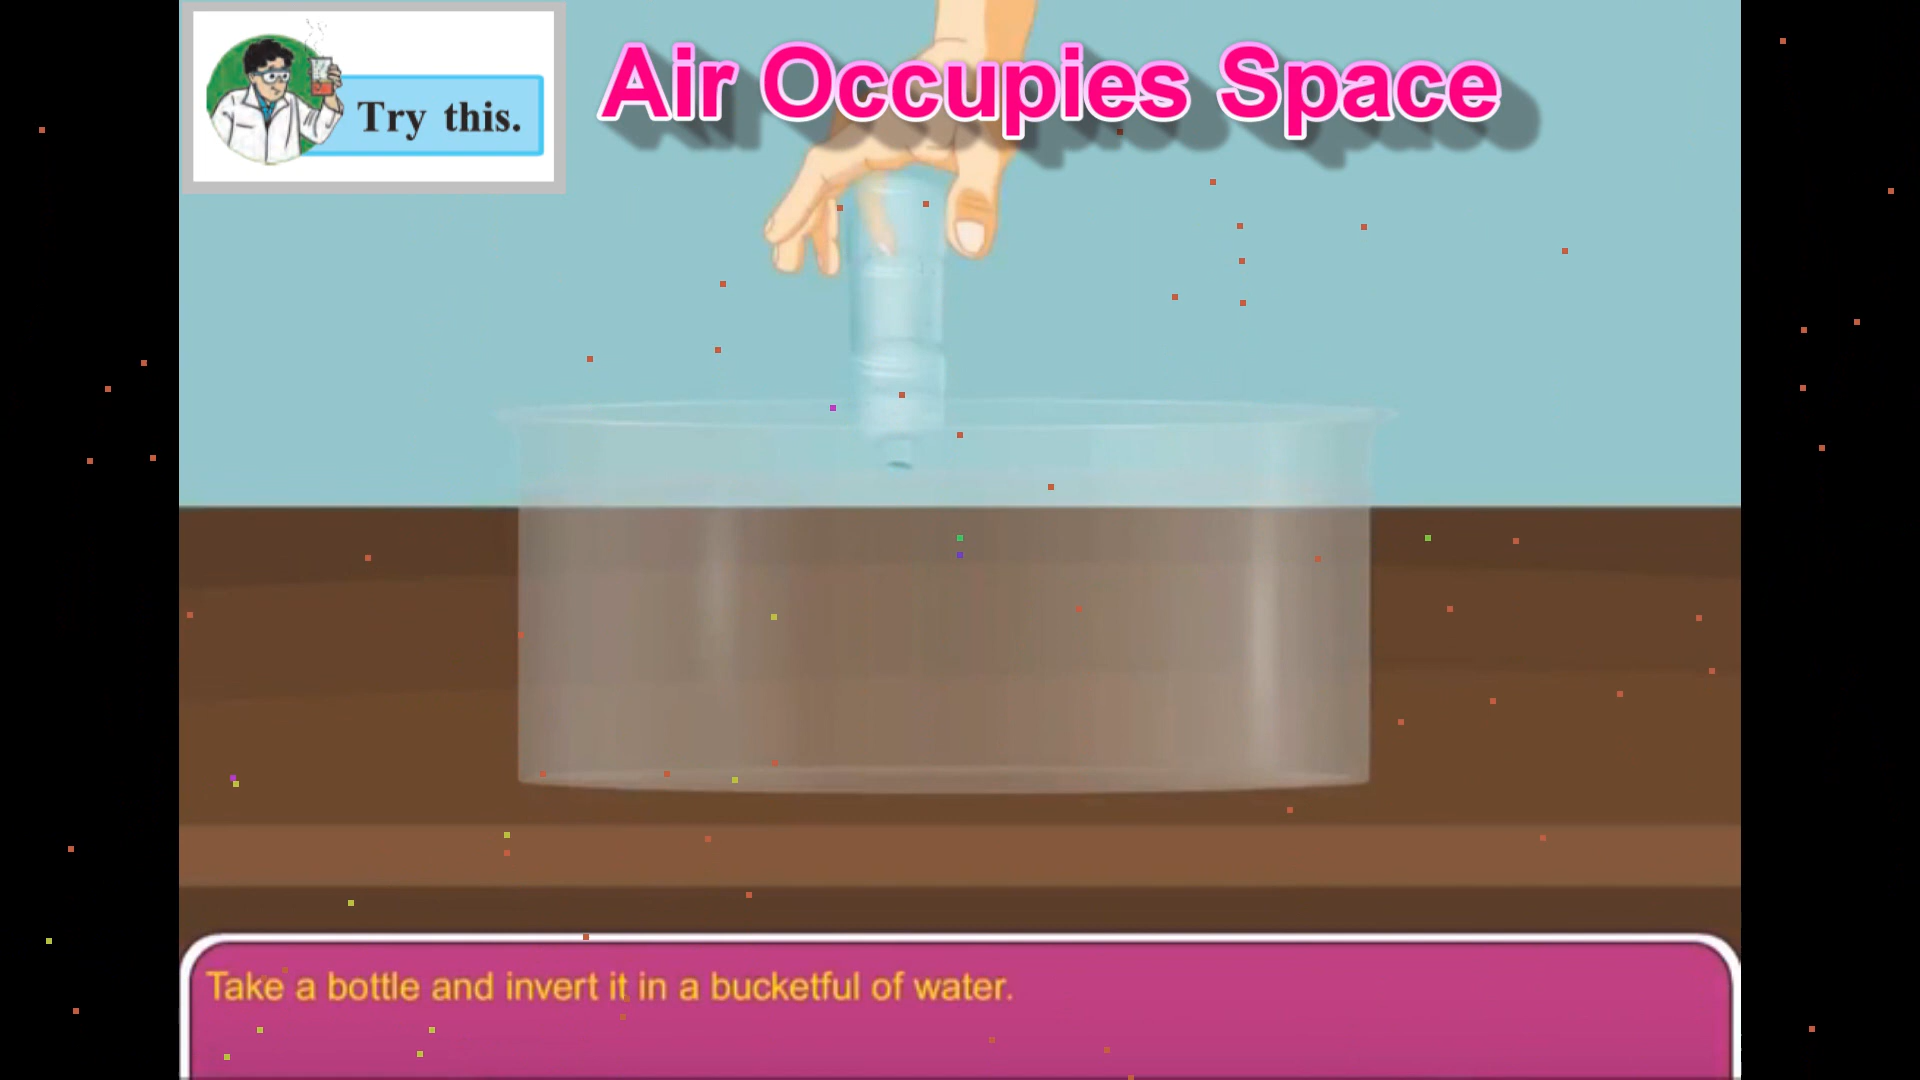 Try this.
Air Occupies Space
Take a bottle and invert it in a bucketful of water.